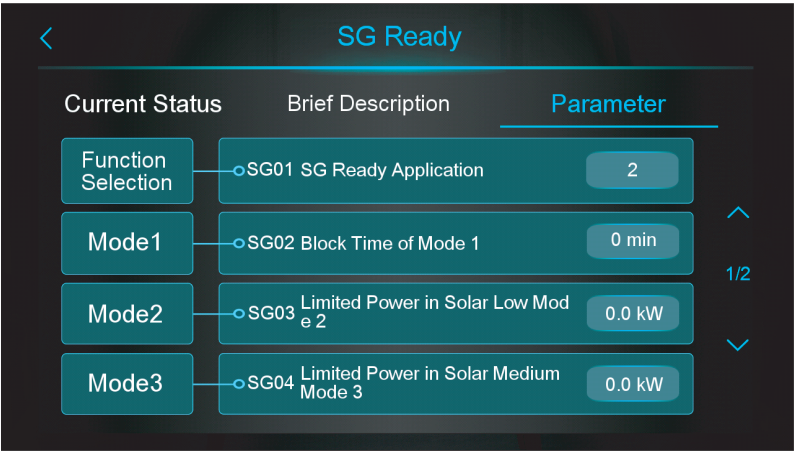 SG Ready
Current Status Brief Description Parameter
Function
Selection
SG01 SG Ready Application 2
Mode1 SG02 Block Time of Mode 1 0 min
1/2
Mode2 SG03 Limited Power in Solar Low Mod
e 2 0.0 kW
Mode3 SG04 Limited Power in Solar Medium
Mode 3 0.0 kW